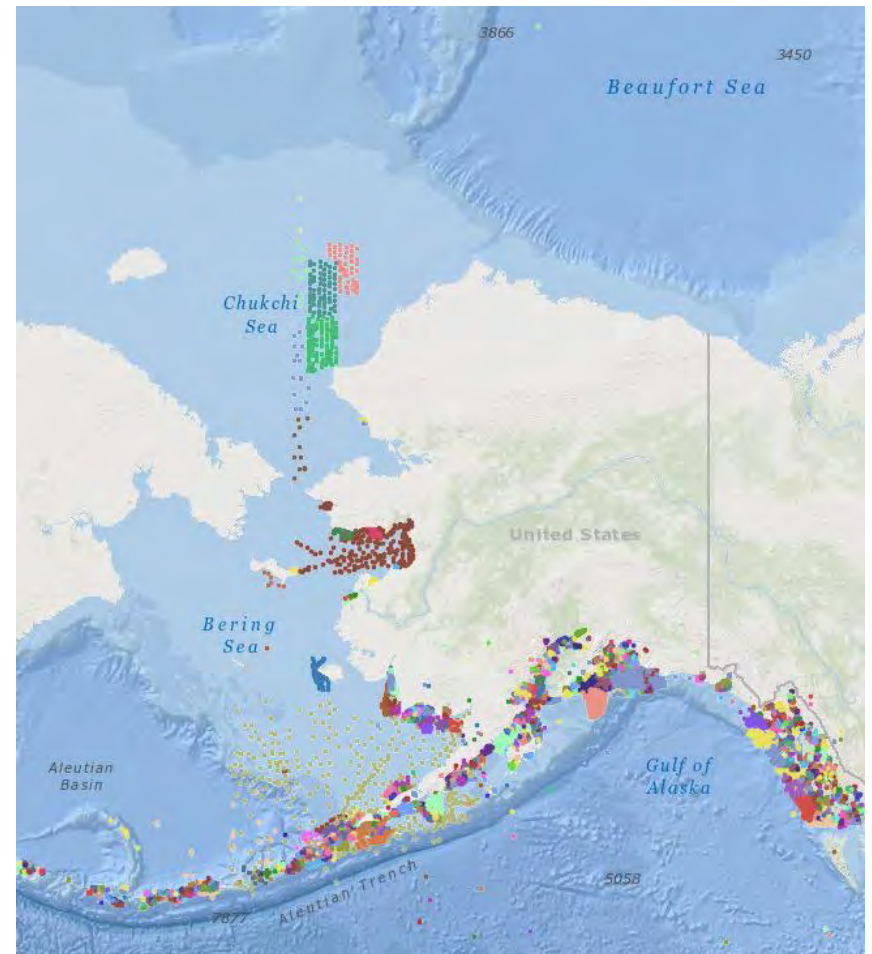 3866
3450
Beaufort Sea
Chukchi
Sea
United States
Bering
Sea
Aleutian
Basin
Gulf of
Alaska
5058
7877
Aleutian Trench